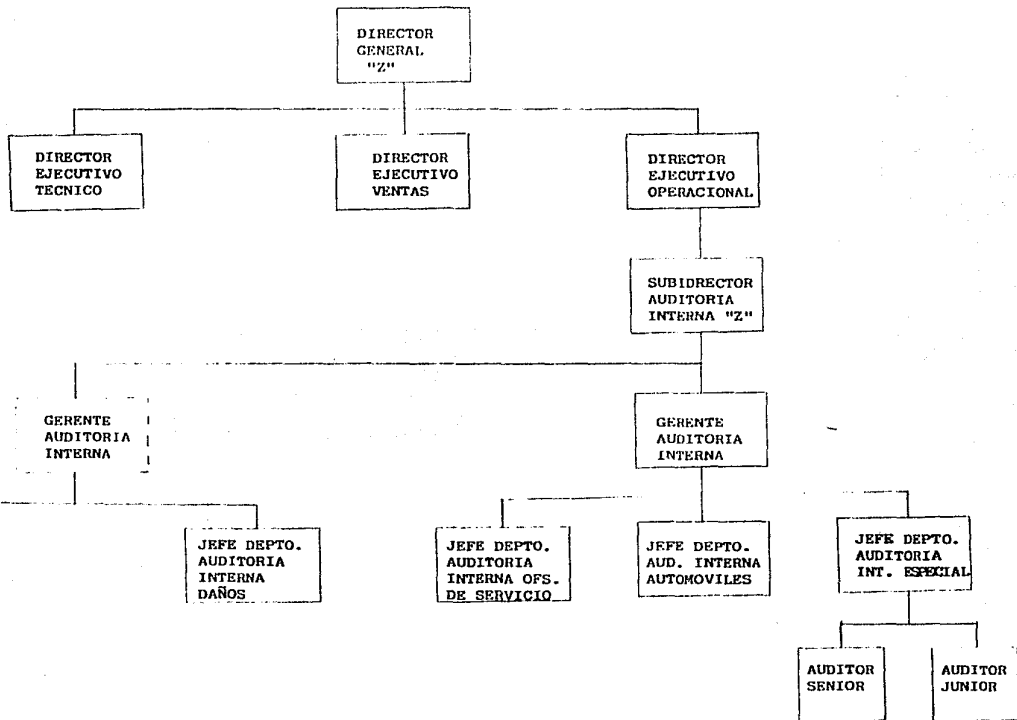 DIRECTOR
GENERAL
"Z"
DIRECTOR
EJECUTIVO
TECNICO
DIRECTOR
EJECUTIVO
VENTAS
DIRECTOR
EJECUTIVO
OPERACIONAL
SUBIDRECTOR
AUDITORIA
INTERNA "Z"
GERENTE
AUDITORIA
INTERNA
GERENTE
AUDITORIA
INTERNA
JEFE DEPTO.
AUDITORIA
INTERNA
DAÑOS
JEFE DEPTO.
AUDITORIA
INTERNA OFS.
DE SERVICIO
JEFE DEPTO.
AUD. INTERNA
AUTOMOVILES
JEFE DEPTO.
AUDITORIA
INT. ESPECIAL
AUDITOR
SENIOR
AUDITOR
JUNIOR